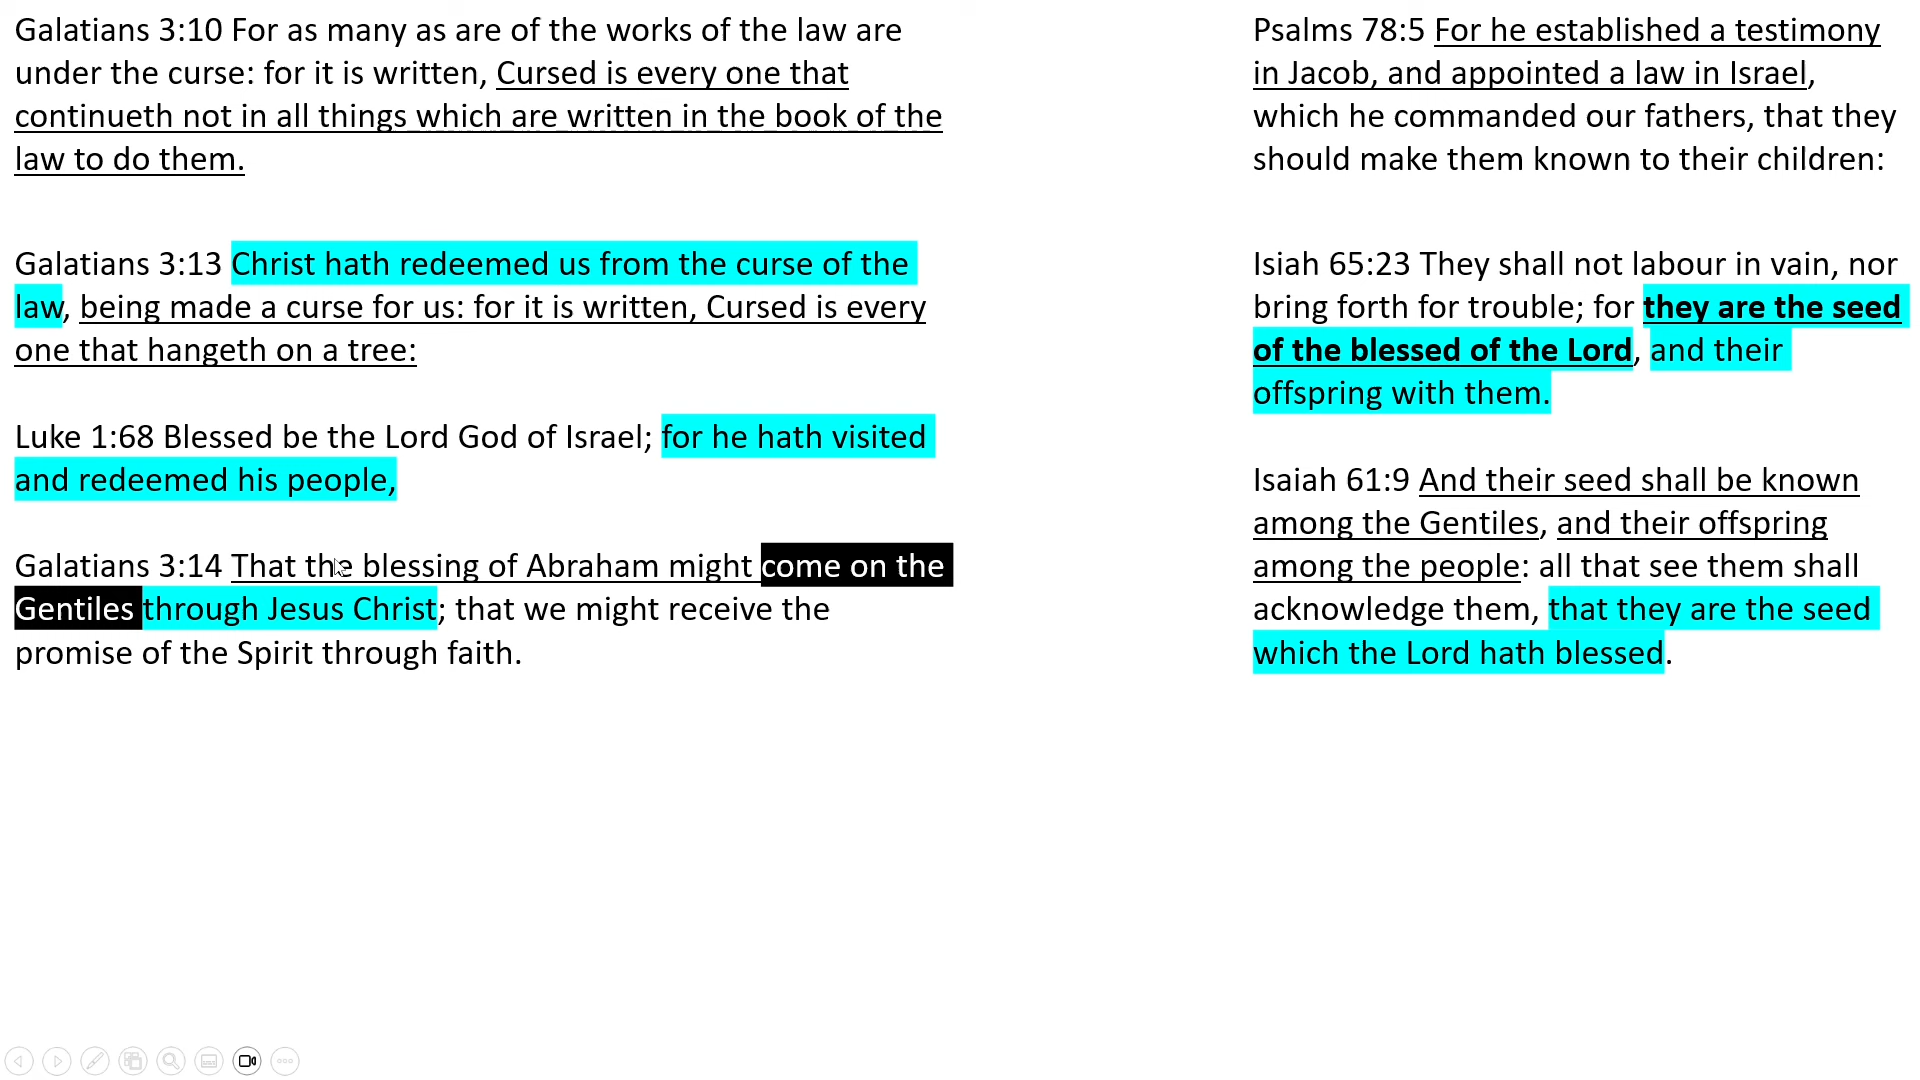 Galatians 3:10 For as many as are of the works of the law are
under the curse: for it is written, Cursed is every one that
continueth not in all things which are written in the book of the
law to do them.
Galatians 3:13 Christ hath redeemed us from the curse of the
law, being made a curse for us: for it is written, Cursed is every
one that hangeth on a tree:
Luke 1:68 Blessed be the Lord God of Israel; for he hath visited
and redeemed his people,
Galatians 3:14 That the blessing of Abraham might come on the
Gentiles through Jesus Christ; that we might receive the
promise of the Spirit through faith.
Psalms 78:5 For he established a testimony
in Jacob, and appointed a law in Israel,
which he commanded our fathers, that they
should make them known to their children:
Isiah 65:23 They shall not labour in vain, nor
bring forth for trouble; for they are the seed
of the blessed of the Lord, and their
offspring with them.
Isaiah 61:9 And their seed shall be known
among the Gentiles, and their offspring
among the people: all that see them shall
acknowledge them, that they are the seed
which the Lord hath blessed.